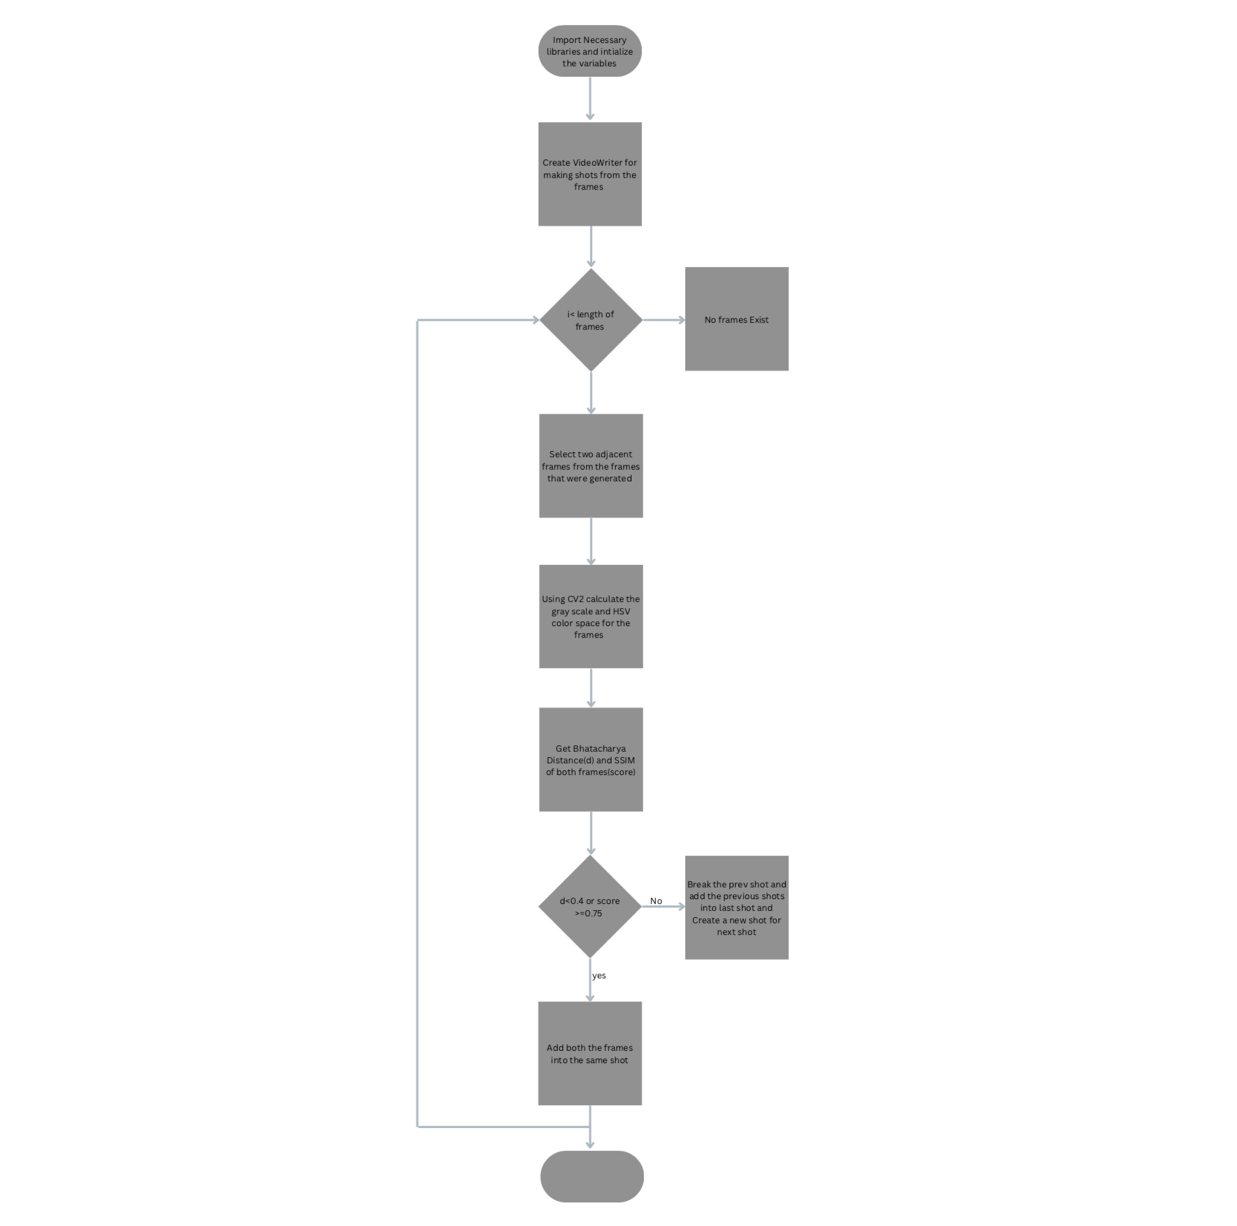 Import Necessary
libraries and intialize
the variables
Create VideoWriter for
making shots from the
frames
i< length of
frames
No frames Exist
Select two adjacent
frames from the frames
that were generated
Using CV2 calculate the
gray scale and HSV
color space for the
frames
Get Bhatacharya
Distance(d) and SSIM
of both frames(score)
d<0.4 or score
>=0.75
No
Break the prev shot and
add the previous shots
into last shot and
Create a new shot for
next shot
yes
Add both the frames
into the same shot